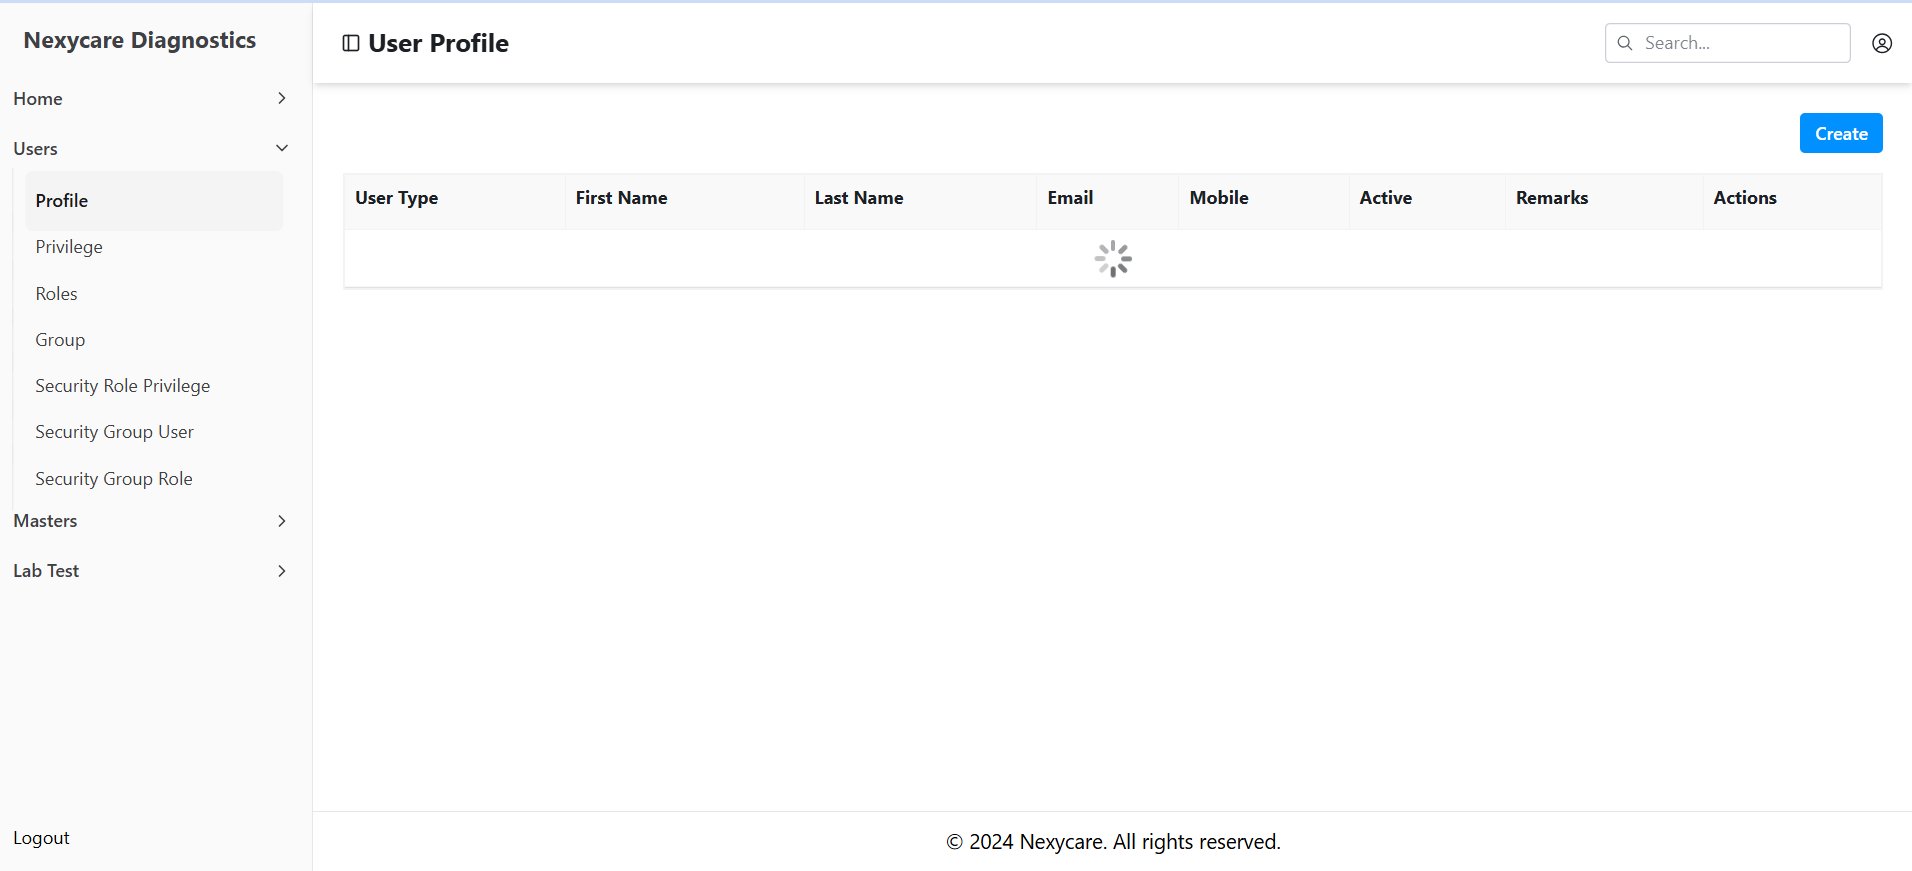 Nexycare Diagnostics
Home
Users
Profile
Privilege
Roles
Group
Security Role Privilege
Security Group User
Security Group Role
Masters
Lab Test
Logout
User Profile
Search...
Create
User Type First Name Last Name Email Mobile Active Remarks Actions
© 2024 Nexycare. All rights reserved.